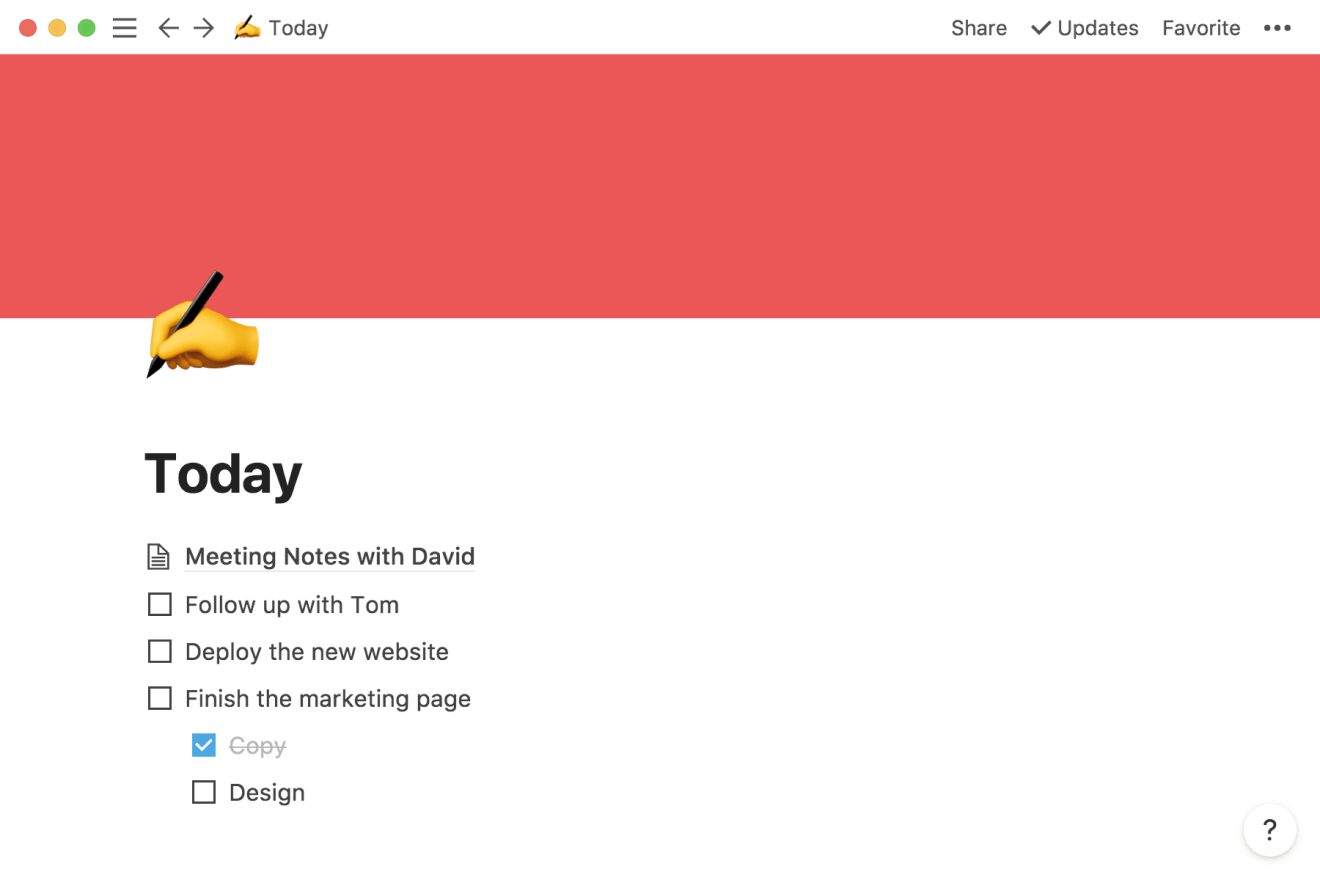 Today
Share
Updates
Favorite
Today
Meeting Notes with David
Follow up with Tom
Deploy the new website
Finish the marketing page
Copy
Design
?